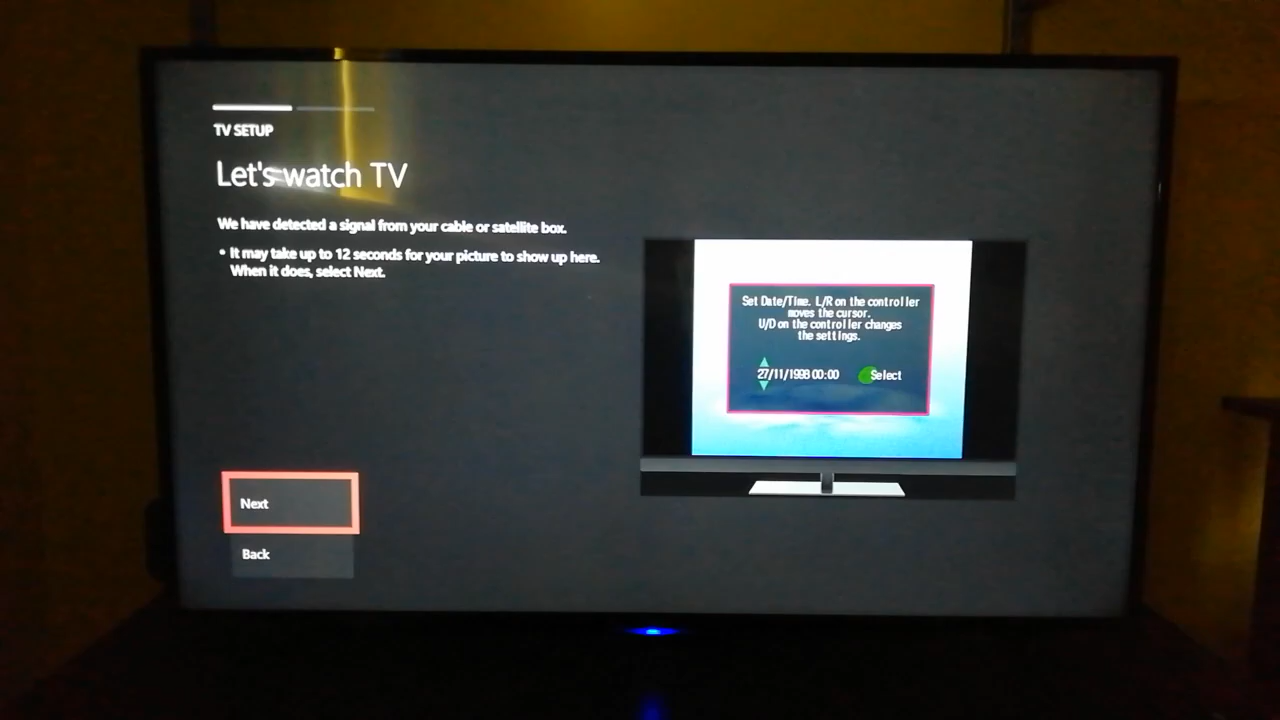 TV SETUP
Let's watch TV
We have detected a signal from your cable or satellite box.
• It may take up to 12 seconds for your picture to show up here.
When it does, select Next.
Set Date/Time. L/R on the controller
moves the cursor.
U/D on the controller changes
the settings.
27/11/1998 00:00 Select
Next
Back